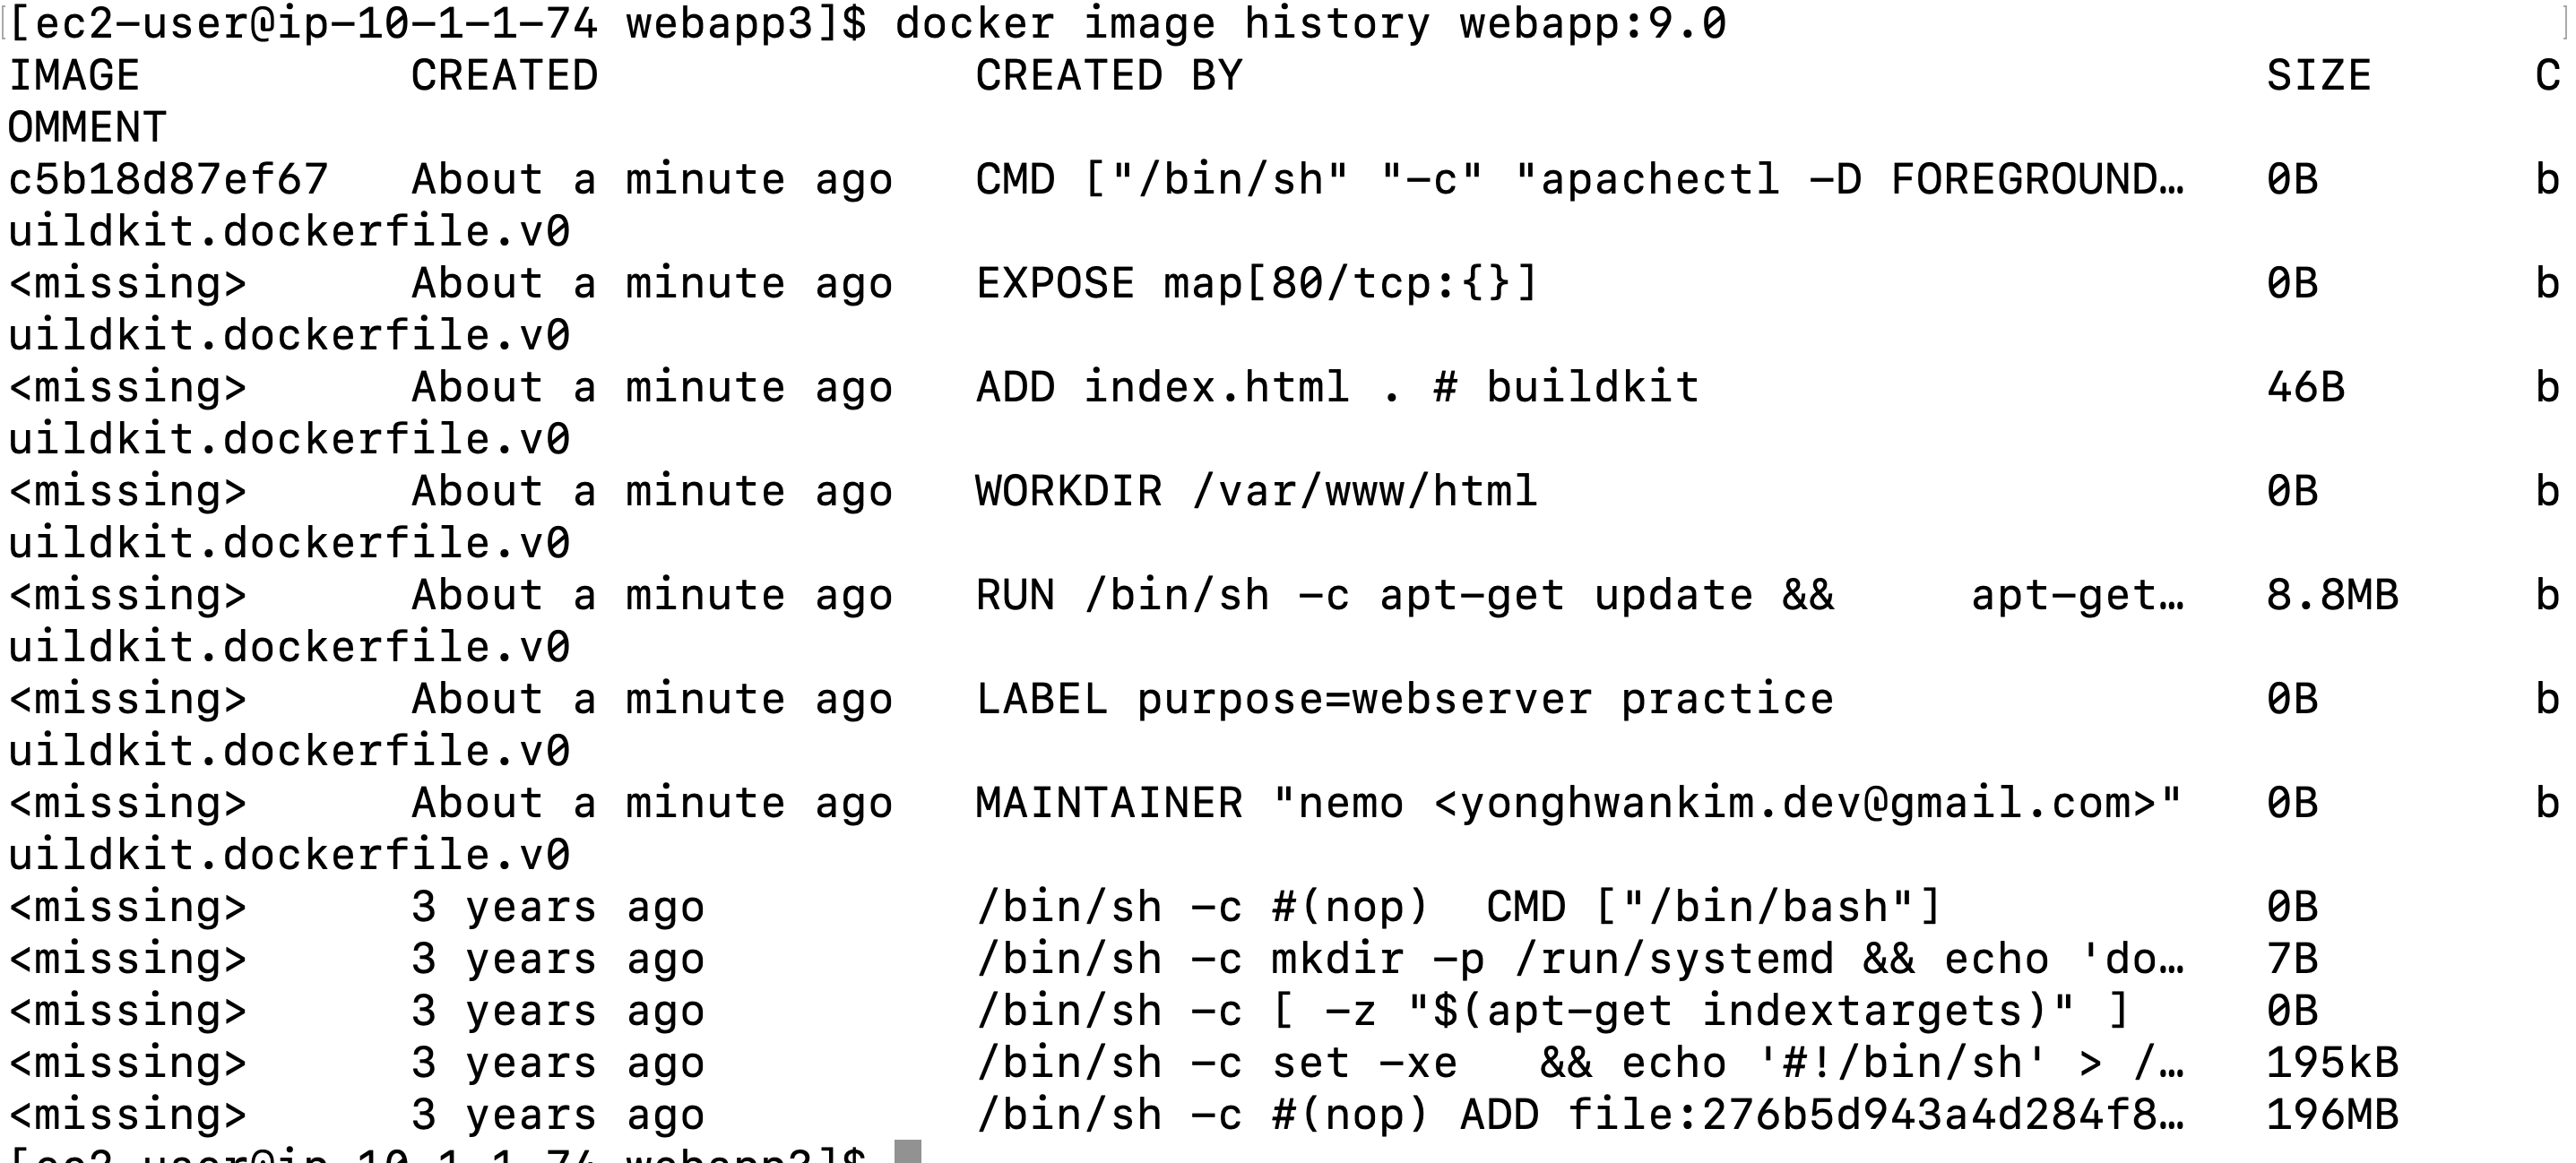 [ec2-user@ip-10-1-1-74 webapp3]$ docker image history webapp:9.0
IMAGE          CREATED              CREATED BY                                      SIZE      C
OMMENT
c5b18d87ef67   About a minute ago   CMD ["/bin/sh" "-c" "apachectl -D FOREGROUND…   0B        b
uildkit.dockerfile.v0
<missing>      About a minute ago   EXPOSE map[80/tcp:{}]                           0B        b
uildkit.dockerfile.v0
<missing>      About a minute ago   ADD index.html . # buildkit                     46B       b
uildkit.dockerfile.v0
<missing>      About a minute ago   WORKDIR /var/www/html                           0B        b
uildkit.dockerfile.v0
<missing>      About a minute ago   RUN /bin/sh -c apt-get update &&     apt-get…   8.8MB     b
uildkit.dockerfile.v0
<missing>      About a minute ago   LABEL purpose=webserver practice                0B        b
uildkit.dockerfile.v0
<missing>      About a minute ago   MAINTAINER "nemo <yonghwankim.dev@gmail.com>"   0B        b
uildkit.dockerfile.v0
<missing>      3 years ago          /bin/sh -c #(nop)  CMD ["/bin/bash"]            0B
<missing>      3 years ago          /bin/sh -c mkdir -p /run/systemd && echo 'do…   7B
<missing>      3 years ago          /bin/sh -c [ -z "$(apt-get indextargets)" ]     0B
<missing>      3 years ago          /bin/sh -c set -xe   && echo '#!/bin/sh' > /…   195kB
<missing>      3 years ago          /bin/sh -c #(nop) ADD file:276b5d943a4d284f8…   196MB
[ec2-user@ip-10-1-1-74 webapp3]$